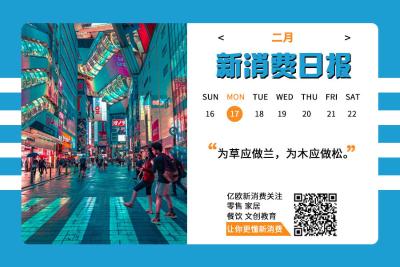 < 二月 >
新消费日报
SUN MON TUE WED THU FRI SAT
16 17 18 19 20 21 22
“为草应做兰，为木应做松。”
亿欧新消费关注
零售 家居
餐饮 文创教育
让你更懂新消费